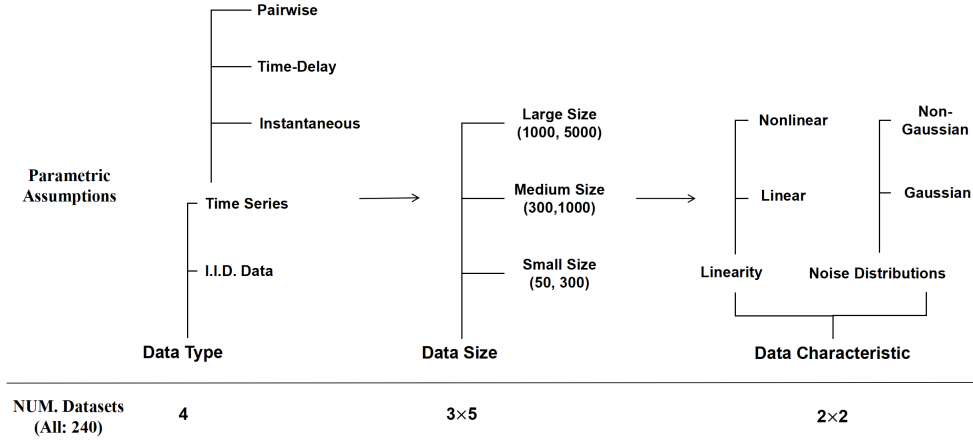 Pairwise
Time-Delay
Instantaneous
Parametric
Assumptions
Time Series
I.I.D. Data
Data Type
Large Size
(1000, 5000)
Medium Size
(300,1000)
Small Size
(50, 300)
Data Size
Nonlinear
Linear
Linearity
Non-
Gaussian
Gaussian
Noise Distributions
Data Characteristic
NUM. Datasets
(All: 240)
4
3×5
2×2